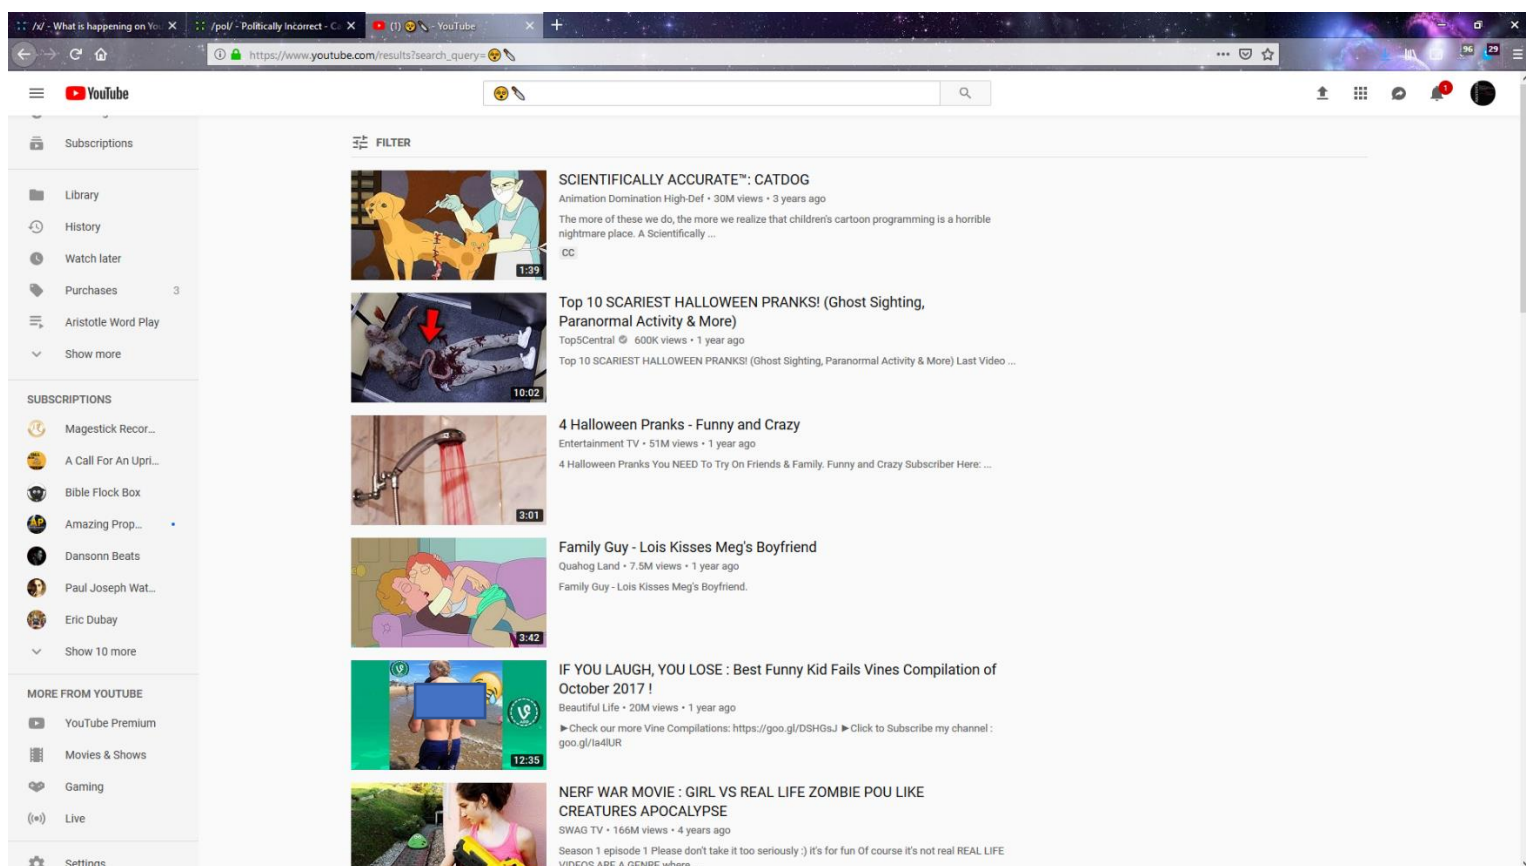 /x/ - What is happening on You
/pol/ - Politically Incorrect - C
(1) 😵🔪 - YouTube
https://www.youtube.com/results?search_query=😵🔪
96
29
YouTube
😵🔪
1
Subscriptions
Library
History
Watch later
Purchases 3
Aristotle Word Play
Show more
SUBSCRIPTIONS
Magestick Recor...
A Call For An Upri...
Bible Flock Box
Amazing Prop...
Dansonn Beats
Paul Joseph Wat...
Eric Dubay
Show 10 more
MORE FROM YOUTUBE
YouTube Premium
Movies & Shows
Gaming
Live
Settings
FILTER
1:39
SCIENTIFICALLY ACCURATE™: CATDOG
Animation Domination High-Def • 30M views • 3 years ago
The more of these we do, the more we realize that children's cartoon programming is a horrible
nightmare place. A Scientifically ...
CC
10:02
Top 10 SCARIEST HALLOWEEN PRANKS! (Ghost Sighting,
Paranormal Activity & More)
Top5Central 600K views • 1 year ago
Top 10 SCARIEST HALLOWEEN PRANKS! (Ghost Sighting, Paranormal Activity & More) Last Video ...
3:01
4 Halloween Pranks - Funny and Crazy
Entertainment TV • 51M views • 1 year ago
4 Halloween Pranks You NEED To Try On Friends & Family. Funny and Crazy Subscriber Here: ...
3:42
Family Guy - Lois Kisses Meg's Boyfriend
Quahog Land • 7.5M views • 1 year ago
Family Guy - Lois Kisses Meg's Boyfriend.
12:35
IF YOU LAUGH, YOU LOSE : Best Funny Kid Fails Vines Compilation of
October 2017 !
Beautiful Life • 20M views • 1 year ago
►Check our more Vine Compilations: https://goo.gl/DSHGsJ ►Click to Subscribe my channel :
goo.gl/Ia4lUR
NERF WAR MOVIE : GIRL VS REAL LIFE ZOMBIE POU LIKE
CREATURES APOCALYPSE
SWAG TV • 166M views • 4 years ago
Season 1 episode 1 Please don't take it too seriously :) it's for fun Of course it's not real REAL LIFE
VIDEOS ARE A GENRE where